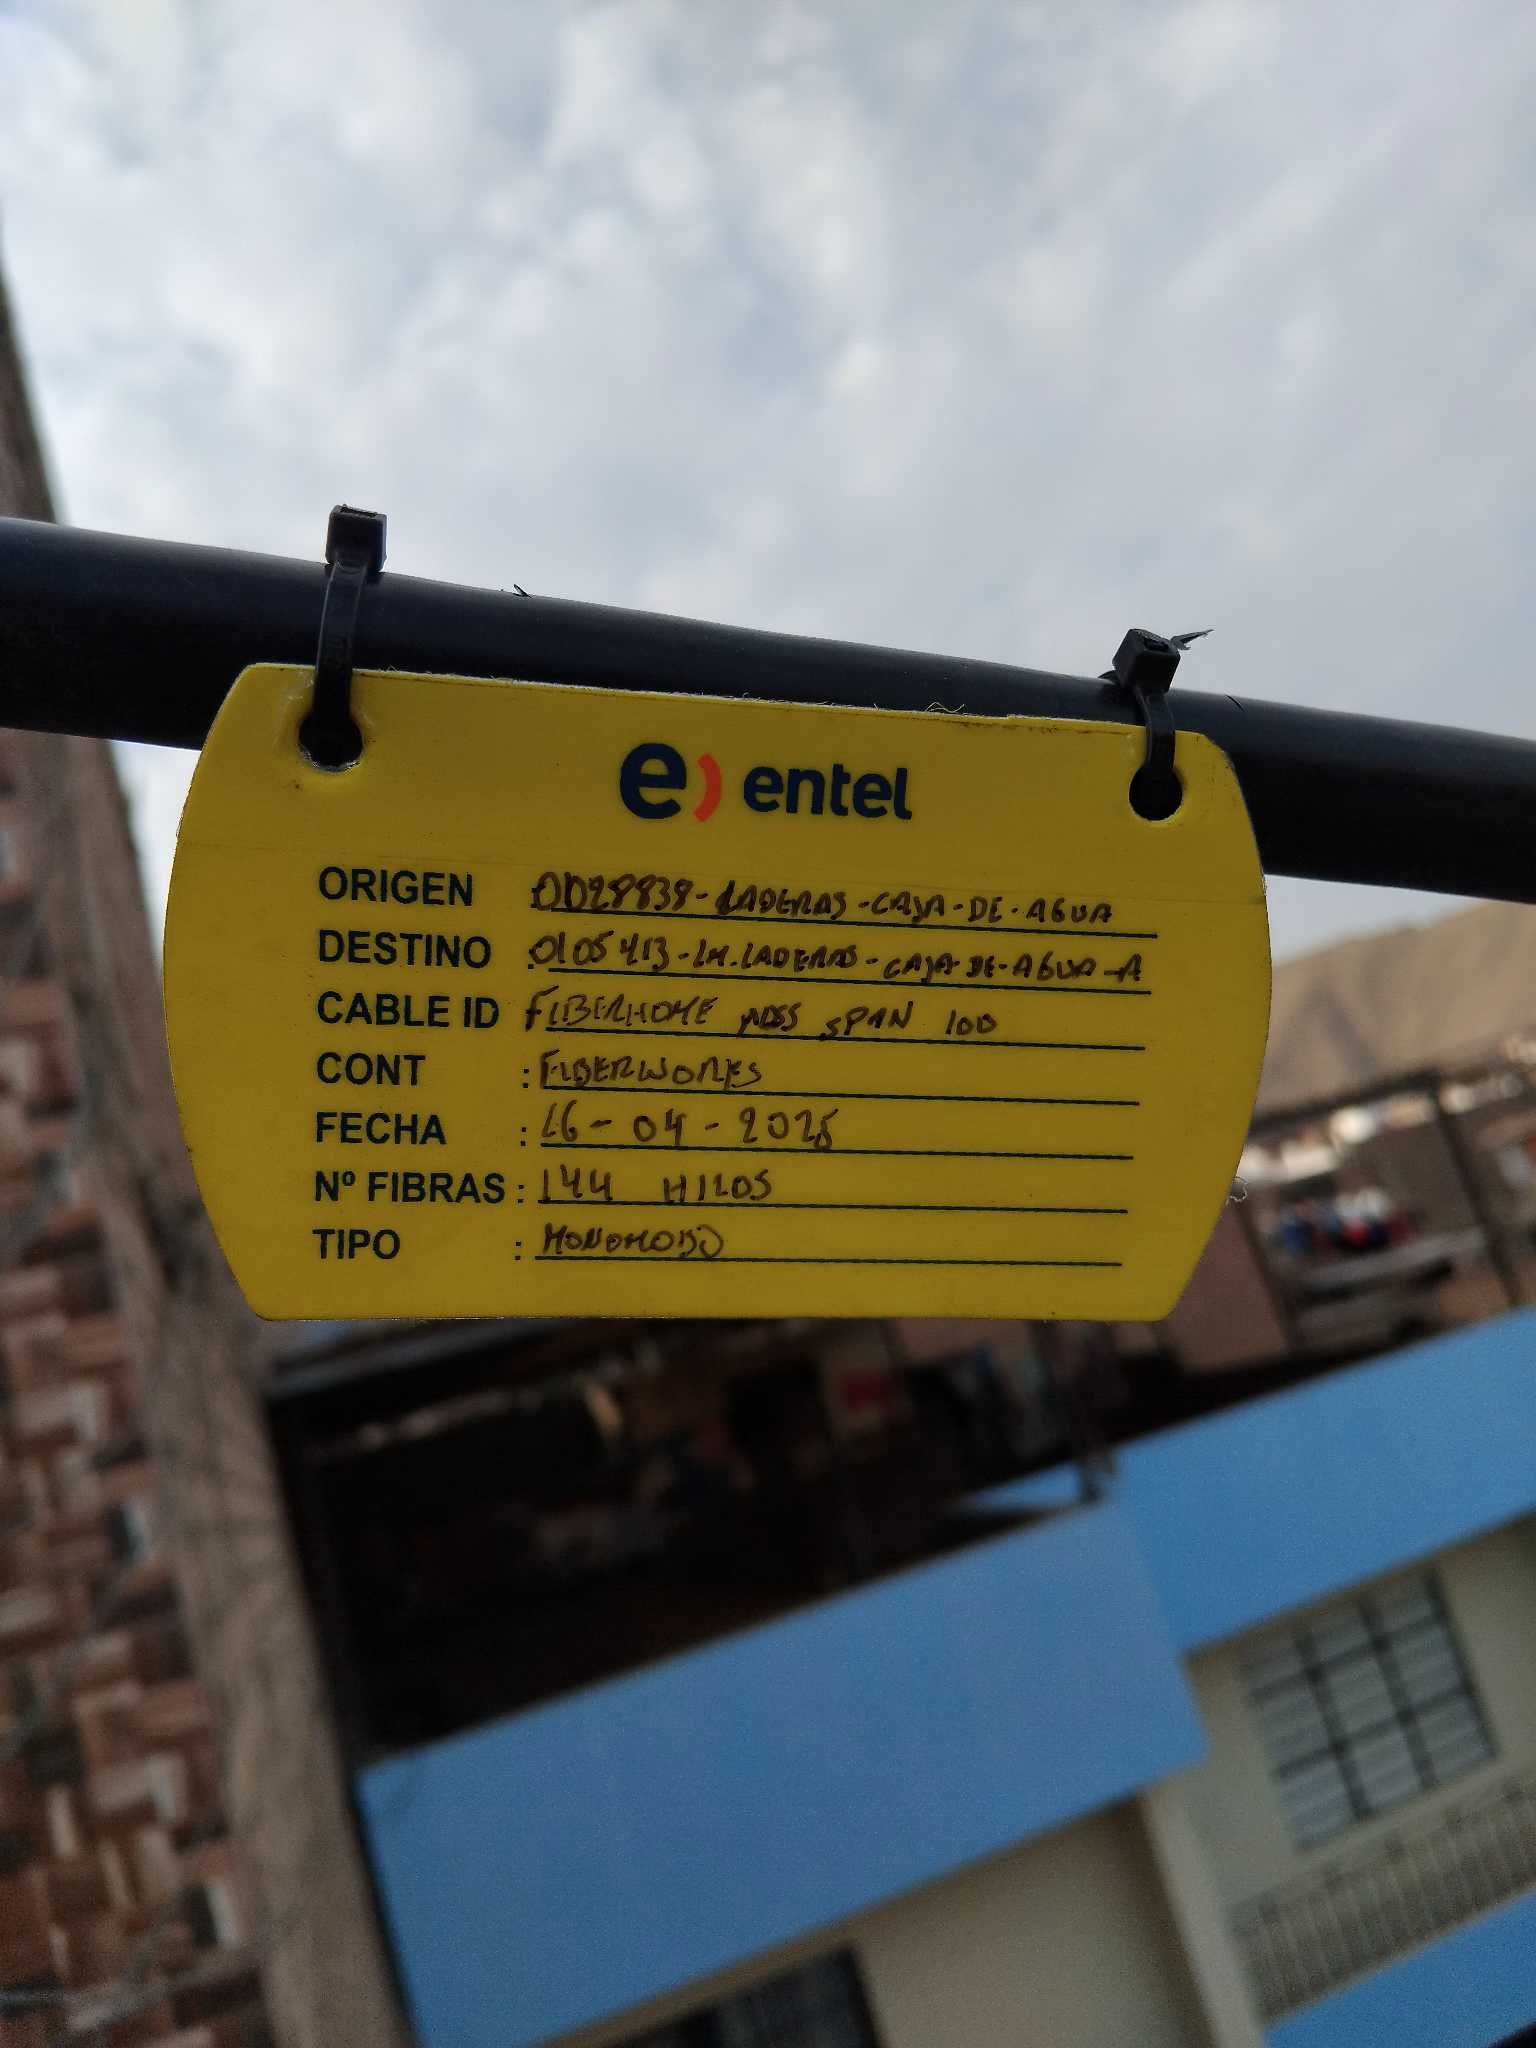 e) entel
ORIGEN 0128838-LADERAS-CAJA-DE-AGUA
DESTINO : 0105413-LM.LADERAS-CAJA-DE-AGUA-A
CABLE ID FIBERHOME ADSS SPAN 100
CONT : FIBERWORKS
FECHA : 16-04-2025
Nº FIBRAS : 144 HILOS
TIPO : MONOMODO